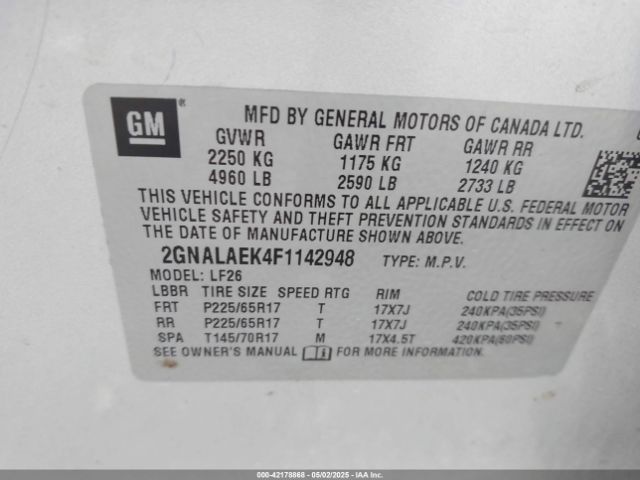 GM ®
MFD BY GENERAL MOTORS OF CANADA LTD.
GVWR GAWR FRT GAWR RR
2250 KG 1175 KG 1240 KG
4960 LB 2590 LB 2733 LB
THIS VEHICLE CONFORMS TO ALL APPLICABLE U.S. FEDERAL MOTOR
VEHICLE SAFETY AND THEFT PREVENTION STANDARDS IN EFFECT ON
THE DATE OF MANUFACTURE SHOWN ABOVE.
2GNALAEK4F1142948 TYPE: M.P.V.
MODEL: LF26
LBBR TIRE SIZE SPEED RTG RIM COLD TIRE PRESSURE
FRT P225/65R17 T 17X7J 240KPA(35PSI)
RR P225/65R17 T 17X7J 240KPA(35PSI)
SPA T145/70R17 M 17X4.5T 420KPA(60PSI)
SEE OWNER'S MANUAL FOR MORE INFORMATION.
000-42178868 - 05/02/2025 - IAA Inc.